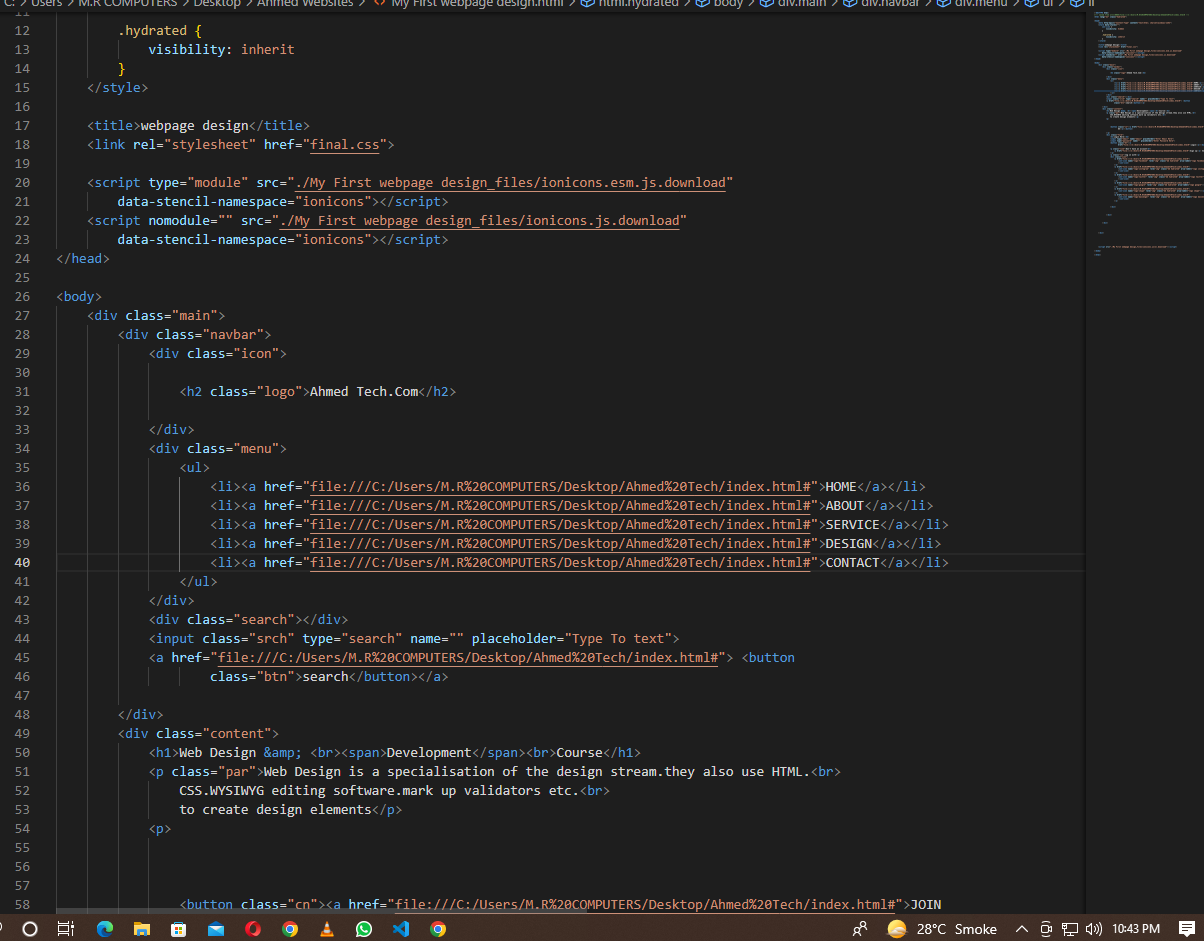 C: > Users > M.R COMPUTERS > Desktop > Ahmed Websites > <> My First webpage design.html > html.hydrated > body > div.main > div.navbar > div.menu > ul > li
11
12 .hydrated {
13 visibility: inherit
14 }
15 </style>
16
17 <title>webpage design</title>
18 <link rel="stylesheet" href="final.css">
19
20 <script type="module" src="./My First webpage design_files/ionicons.esm.js.download"
21 data-stencil-namespace="ionicons"></script>
22 <script nomodule="" src="./My First webpage design_files/ionicons.js.download"
23 data-stencil-namespace="ionicons"></script>
24 </head>
25
26 <body>
27 <div class="main">
28 <div class="navbar">
29 <div class="icon">
30
31 <h2 class="logo">Ahmed Tech.Com</h2>
32
33 </div>
34 <div class="menu">
35 <ul>
36 <li><a href="file:///C:/Users/M.R%20COMPUTERS/Desktop/Ahmed%20Tech/index.html#">HOME</a></li>
37 <li><a href="file:///C:/Users/M.R%20COMPUTERS/Desktop/Ahmed%20Tech/index.html#">ABOUT</a></li>
38 <li><a href="file:///C:/Users/M.R%20COMPUTERS/Desktop/Ahmed%20Tech/index.html#">SERVICE</a></li>
39 <li><a href="file:///C:/Users/M.R%20COMPUTERS/Desktop/Ahmed%20Tech/index.html#">DESIGN</a></li>
40 <li><a href="file:///C:/Users/M.R%20COMPUTERS/Desktop/Ahmed%20Tech/index.html#">CONTACT</a></li>
41 </ul>
42 </div>
43 <div class="search"></div>
44 <input class="srch" type="search" name="" placeholder="Type To text">
45 <a href="file:///C:/Users/M.R%20COMPUTERS/Desktop/Ahmed%20Tech/index.html#"> <button
46 class="btn">search</button></a>
47
48 </div>
49 <div class="content">
50 <h1>Web Design &amp; <br><span>Development</span><br>Course</h1>
51 <p class="par">Web Design is a specialisation of the design stream.they also use HTML.<br>
52 CSS.WYSIWYG editing software.mark up validators etc.<br>
53 to create design elements</p>
54 <p>
55
56
57
58 <button class="cn"><a href="file:///C:/Users/M.R%20COMPUTERS/Desktop/Ahmed%20Tech/index.html#">JOIN
28°C Smoke
10:43 PM